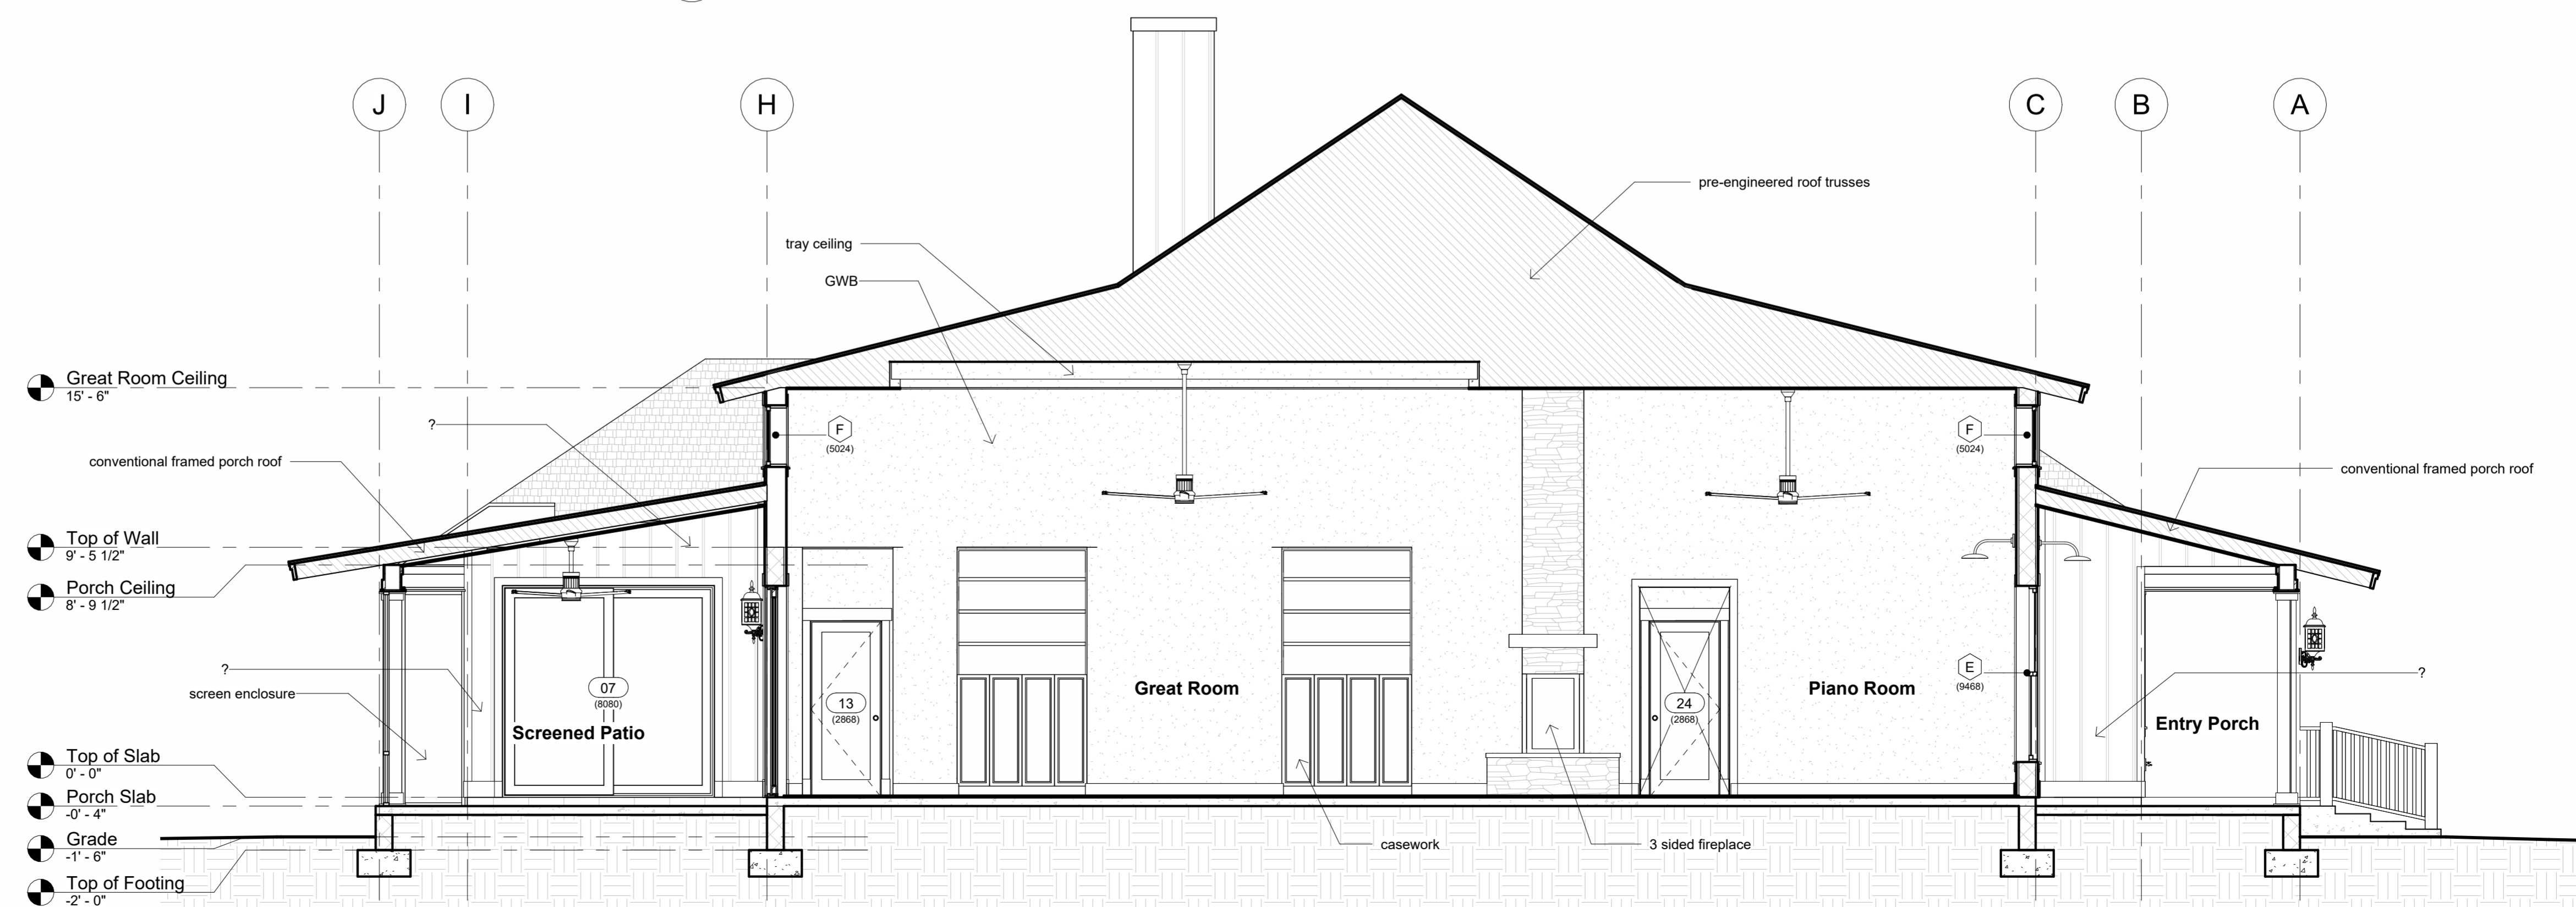 J
I
H
C
B
A
pre-engineered roof trusses
tray ceiling
GWB
Great Room Ceiling
15' - 6"
?
F
(5024)
F
(5024)
conventional framed porch roof
conventional framed porch roof
Top of Wall
9' - 5 1/2"
Porch Ceiling
8' - 9 1/2"
?
screen enclosure
07
(8080)
Screened Patio
13
(2868)
Great Room
24
(2868)
Piano Room
E
(9468)
?
Entry Porch
Top of Slab
0' - 0"
Porch Slab
-0' - 4"
Grade
-1' - 6"
casework
3 sided fireplace
Top of Footing
-2' - 0"